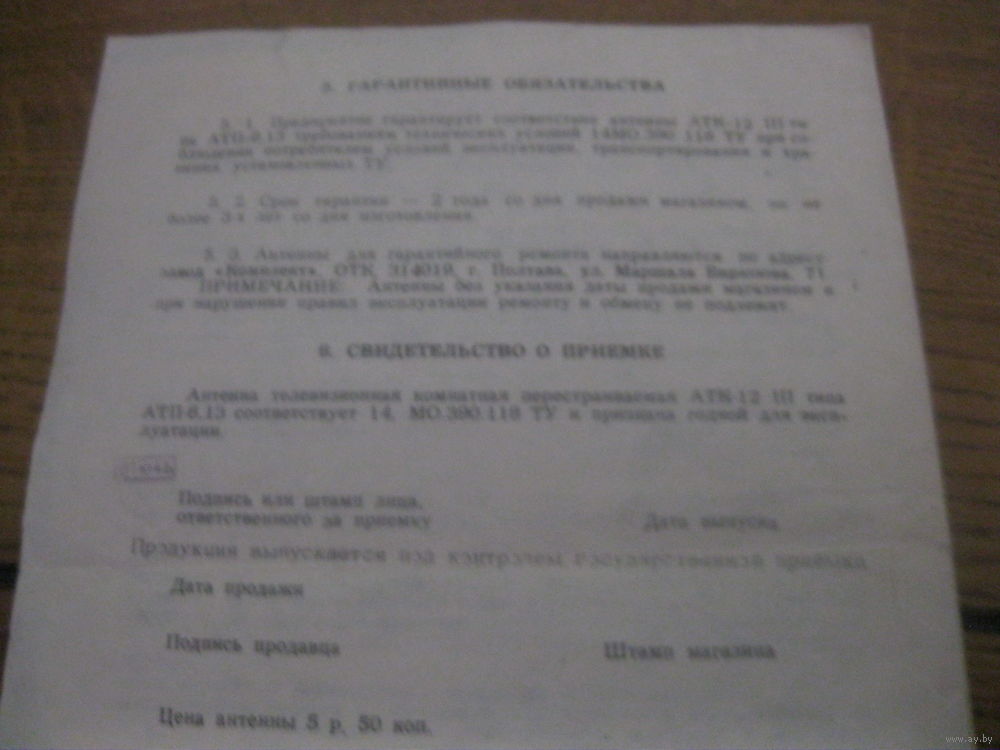 5. ГАРАНТИЙНЫЕ ОБЯЗАТЕЛЬСТВА
5. 1. Предприятие гарантирует соответствие антенны АТК-12 III ти-
па АТП-6.13 требованиям технических условий 14МО.390.118 ТУ при со-
блюдении потребителем условий эксплуатации, транспортирования и хра-
нения, установленных ТУ.
5. 2. Срок гарантии — 2 года со дня продажи магазином, но не
более 3-х лет со дня изготовления.
5. 3. Антенны для гарантийного ремонта направляются по адресу:
завод «Комплект», ОТК, 314019, г. Полтава, ул. Маршала Бирюзова, 71
ПРИМЕЧАНИЕ: Антенны без указания даты продажи магазином и
при нарушении правил эксплуатации ремонту и обмену не подлежат.
6. СВИДЕТЕЛЬСТВО О ПРИЕМКЕ
Антенна телевизионная комнатная перестраиваемая АТК-12 III типа
АТП-6.13 соответствует 14. МО.390.118 ТУ и признана годной для эксп-
луатации.
Подпись или штамп лица,
ответственного за приемку
Дата выпуска
Продукция выпускается под контролем государственной приемки
Дата продажи
Подпись продавца
Штамп магазина
Цена антенны 5 р. 50 коп.
www.ay.by